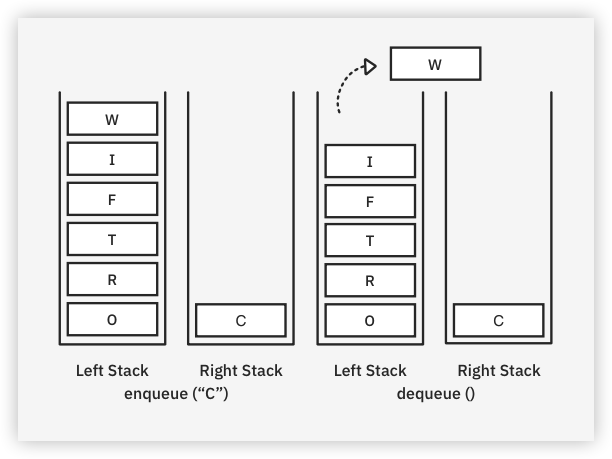 W
W
I
F
T
R
O
C
I
F
T
R
O
C
Left Stack
Right Stack
enqueue (“C”)
Left Stack
Right Stack
dequeue ()